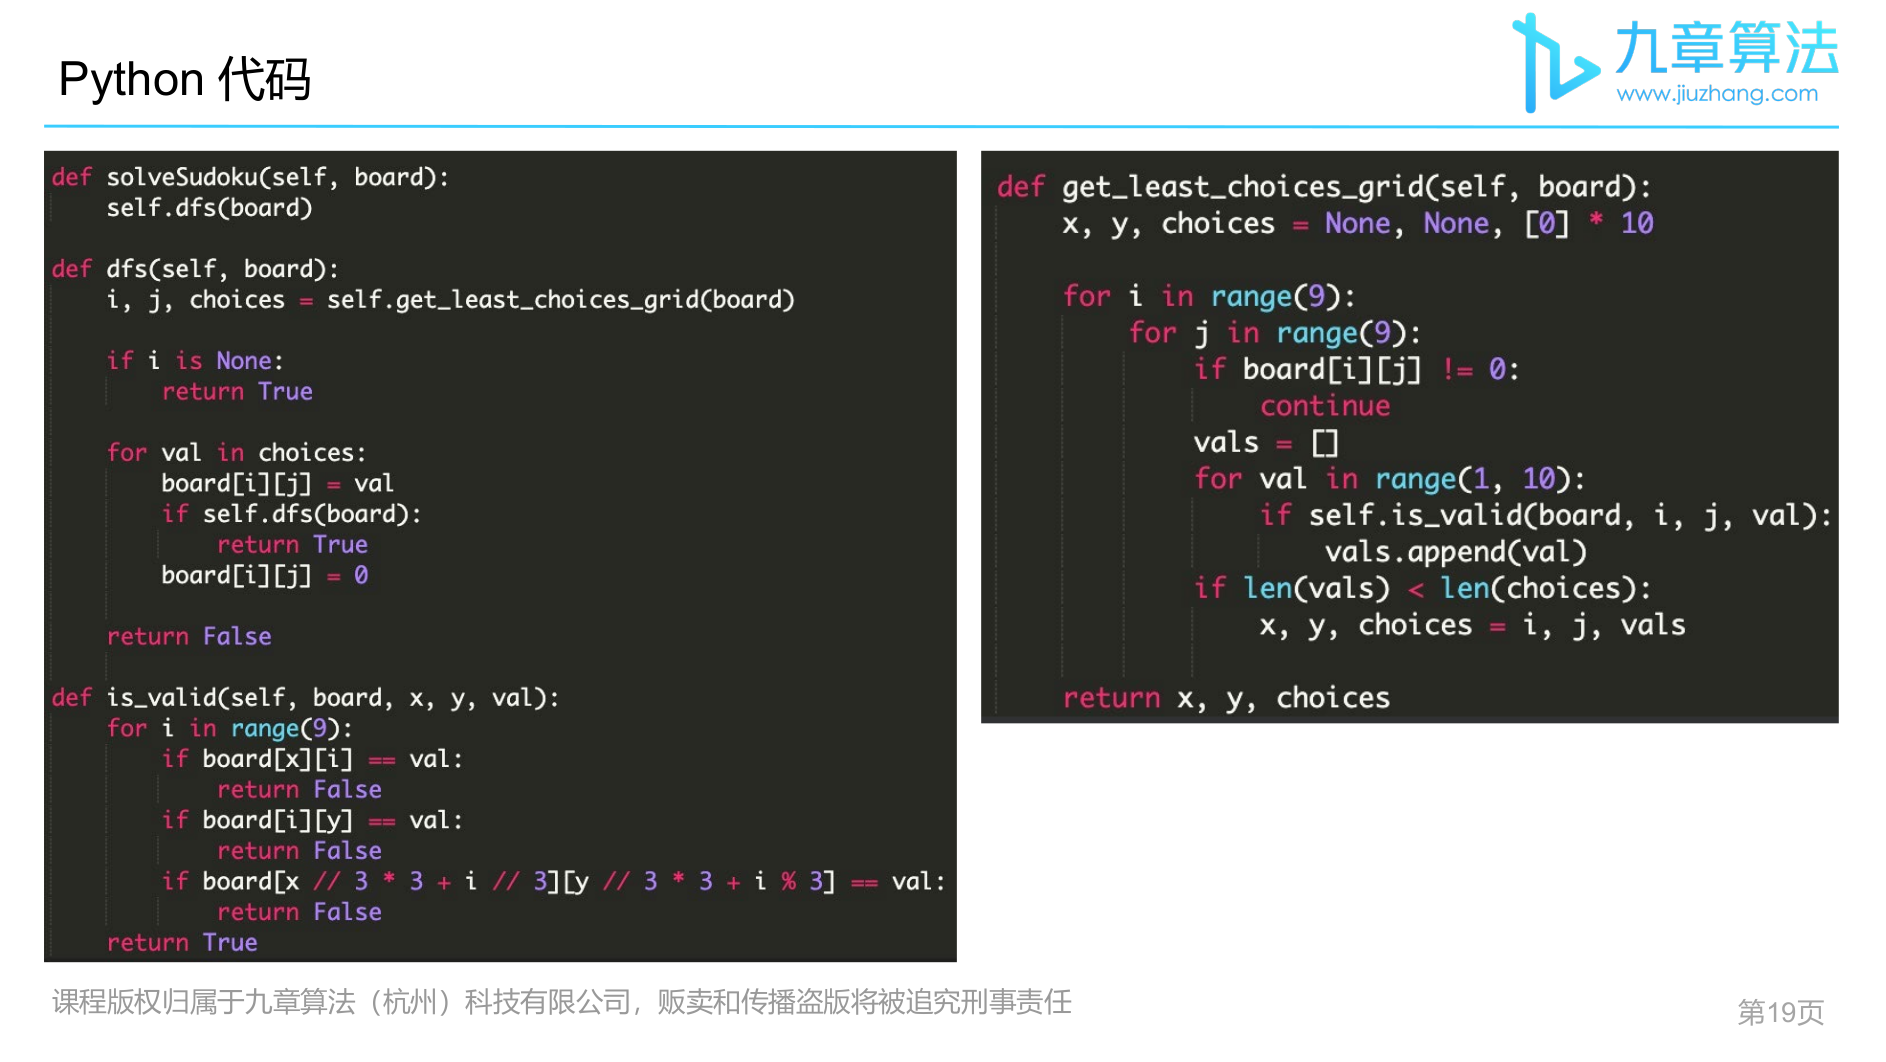 Python 代码
九章算法
www.jiuzhang.com
def solveSudoku(self, board):
    self.dfs(board)

def dfs(self, board):
    i, j, choices = self.get_least_choices_grid(board)

    if i is None:
        return True

    for val in choices:
        board[i][j] = val
        if self.dfs(board):
            return True
        board[i][j] = 0

    return False

def is_valid(self, board, x, y, val):
    for i in range(9):
        if board[x][i] == val:
            return False
        if board[i][y] == val:
            return False
        if board[x // 3 * 3 + i // 3][y // 3 * 3 + i % 3] == val:
            return False
    return True
def get_least_choices_grid(self, board):
    x, y, choices = None, None, [0] * 10

    for i in range(9):
        for j in range(9):
            if board[i][j] != 0:
                continue
            vals = []
            for val in range(1, 10):
                if self.is_valid(board, i, j, val):
                    vals.append(val)
            if len(vals) < len(choices):
                x, y, choices = i, j, vals

    return x, y, choices
课程版权归属于九章算法（杭州）科技有限公司，贩卖和传播盗版将被追究刑事责任
第19页